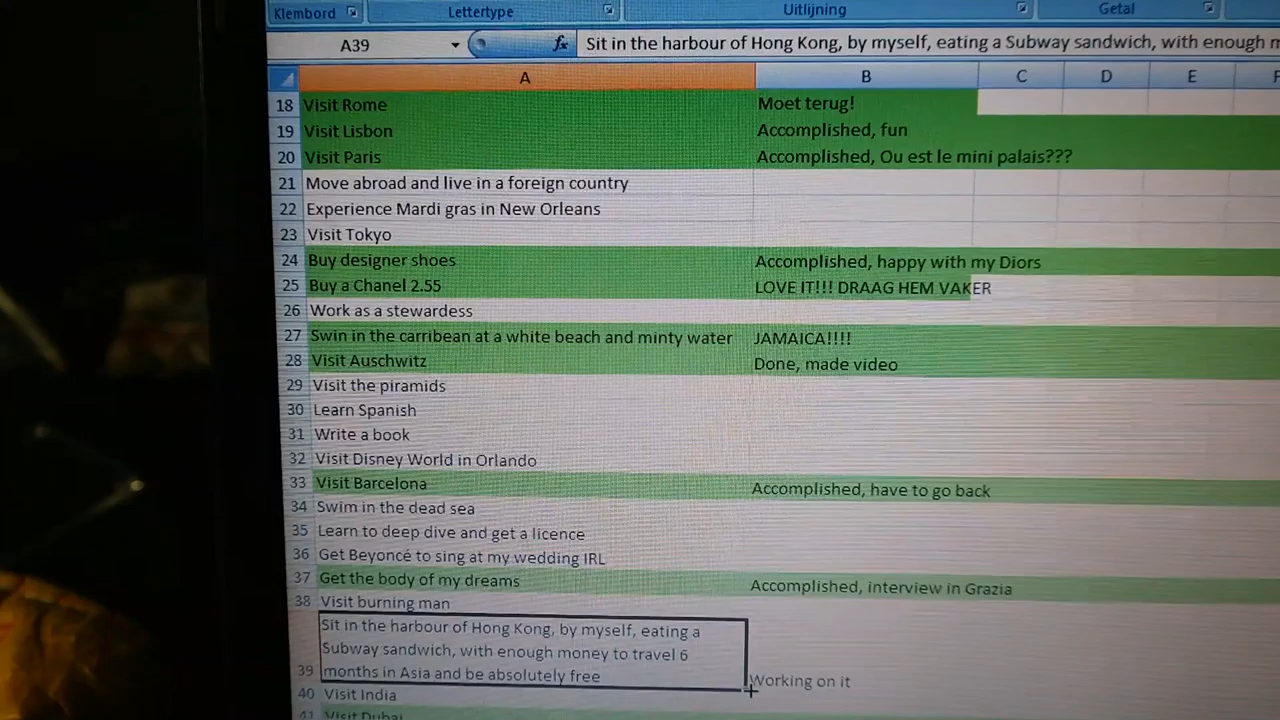 Klembord Lettertype Uitlijning Getal
A39 fx Sit in the harbour of Hong Kong, by myself, eating a Subway sandwich, with enough
A B C D E F
18 Visit Rome Moet terug!
19 Visit Lisbon Accomplished, fun
20 Visit Paris Accomplished, Ou est le mini palais???
21 Move abroad and live in a foreign country
22 Experience Mardi gras in New Orleans
23 Visit Tokyo
24 Buy designer shoes Accomplished, happy with my Diors
25 Buy a Chanel 2.55 LOVE IT!!! DRAAG HEM VAKER
26 Work as a stewardess
27 Swin in the carribean at a white beach and minty water JAMAICA!!!!
28 Visit Auschwitz Done, made video
29 Visit the piramids
30 Learn Spanish
31 Write a book
32 Visit Disney World in Orlando
33 Visit Barcelona Accomplished, have to go back
34 Swim in the dead sea
35 Learn to deep dive and get a licence
36 Get Beyoncé to sing at my wedding IRL
37 Get the body of my dreams Accomplished, interview in Grazia
38 Visit burning man
Sit in the harbour of Hong Kong, by myself, eating a
Subway sandwich, with enough money to travel 6
39 months in Asia and be absolutely free Working on it
40 Visit India
41 Visit Dubai